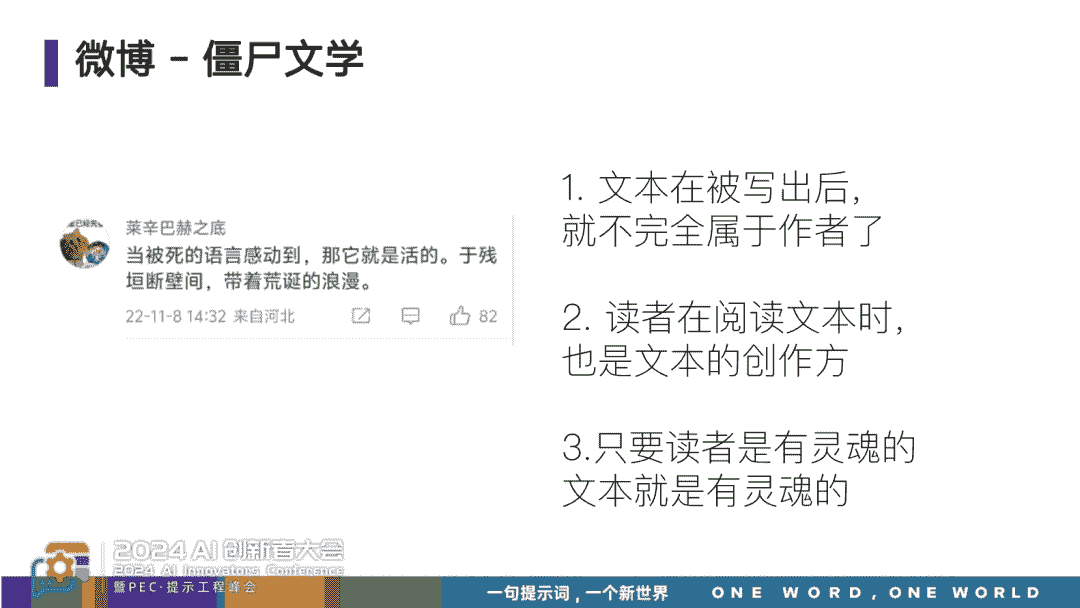 微博 - 僵尸文学
莱辛巴赫之底
当被死的语言感动到，那它就是活的。于残
垣断壁间，带着荒诞的浪漫。
22-11-8 14:32 来自河北
82
1. 文本在被写出后，
就不完全属于作者了
2. 读者在阅读文本时，
也是文本的创作方
3.只要读者是有灵魂的
文本就是有灵魂的
2024 AI 创新者大会
2024 AI Innovators Conference
暨PEC·提示工程峰会
一句提示词，一个新世界
ONE WORD, ONE WORLD